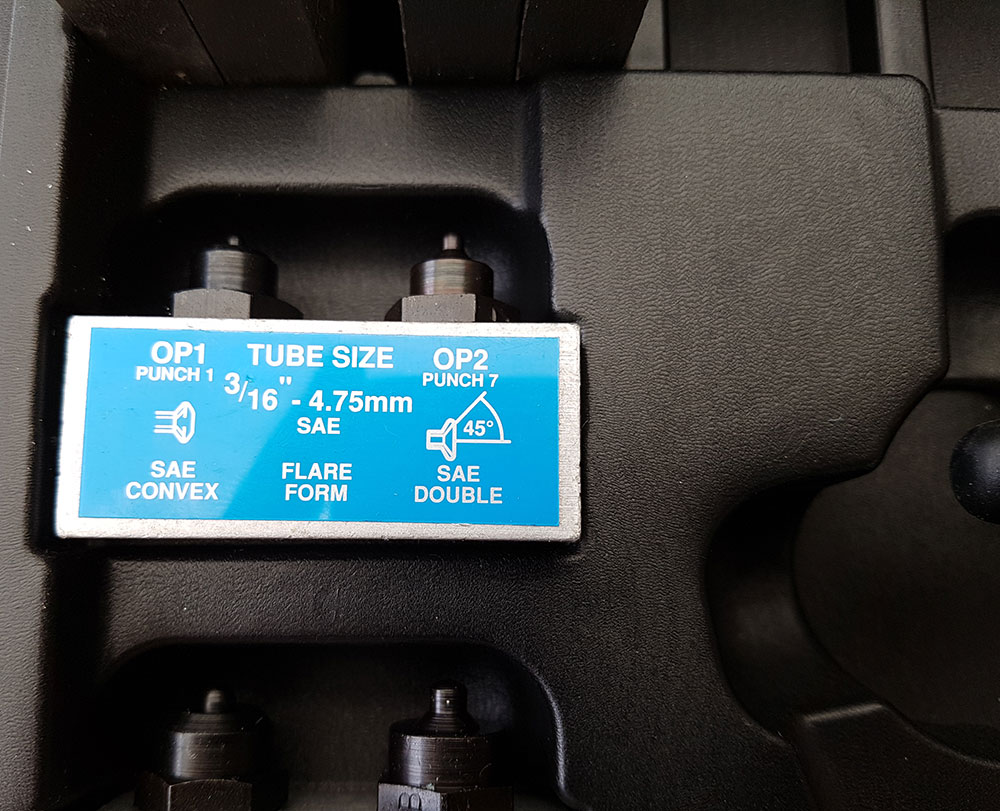 OP1 TUBE SIZE OP2
PUNCH 1 PUNCH 7
3/16" - 4.75mm
SAE
45°
SAE FLARE SAE
CONVEX FORM DOUBLE